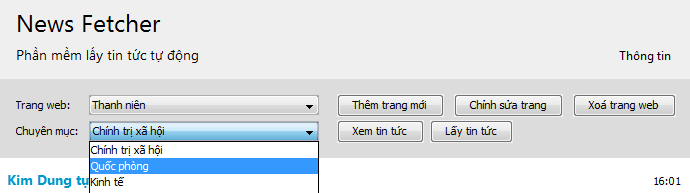 News Fetcher
Phần mềm lấy tin tức tự động
Thông tin
Trang web: Thanh niên Thêm trang mới Chỉnh sửa trang Xoá trang web
Chuyên mục: Chính trị xã hội Xem tin tức Lấy tin tức
Chính trị xã hội
Quốc phòng
Kinh tế
Kim Dung tự 16:01